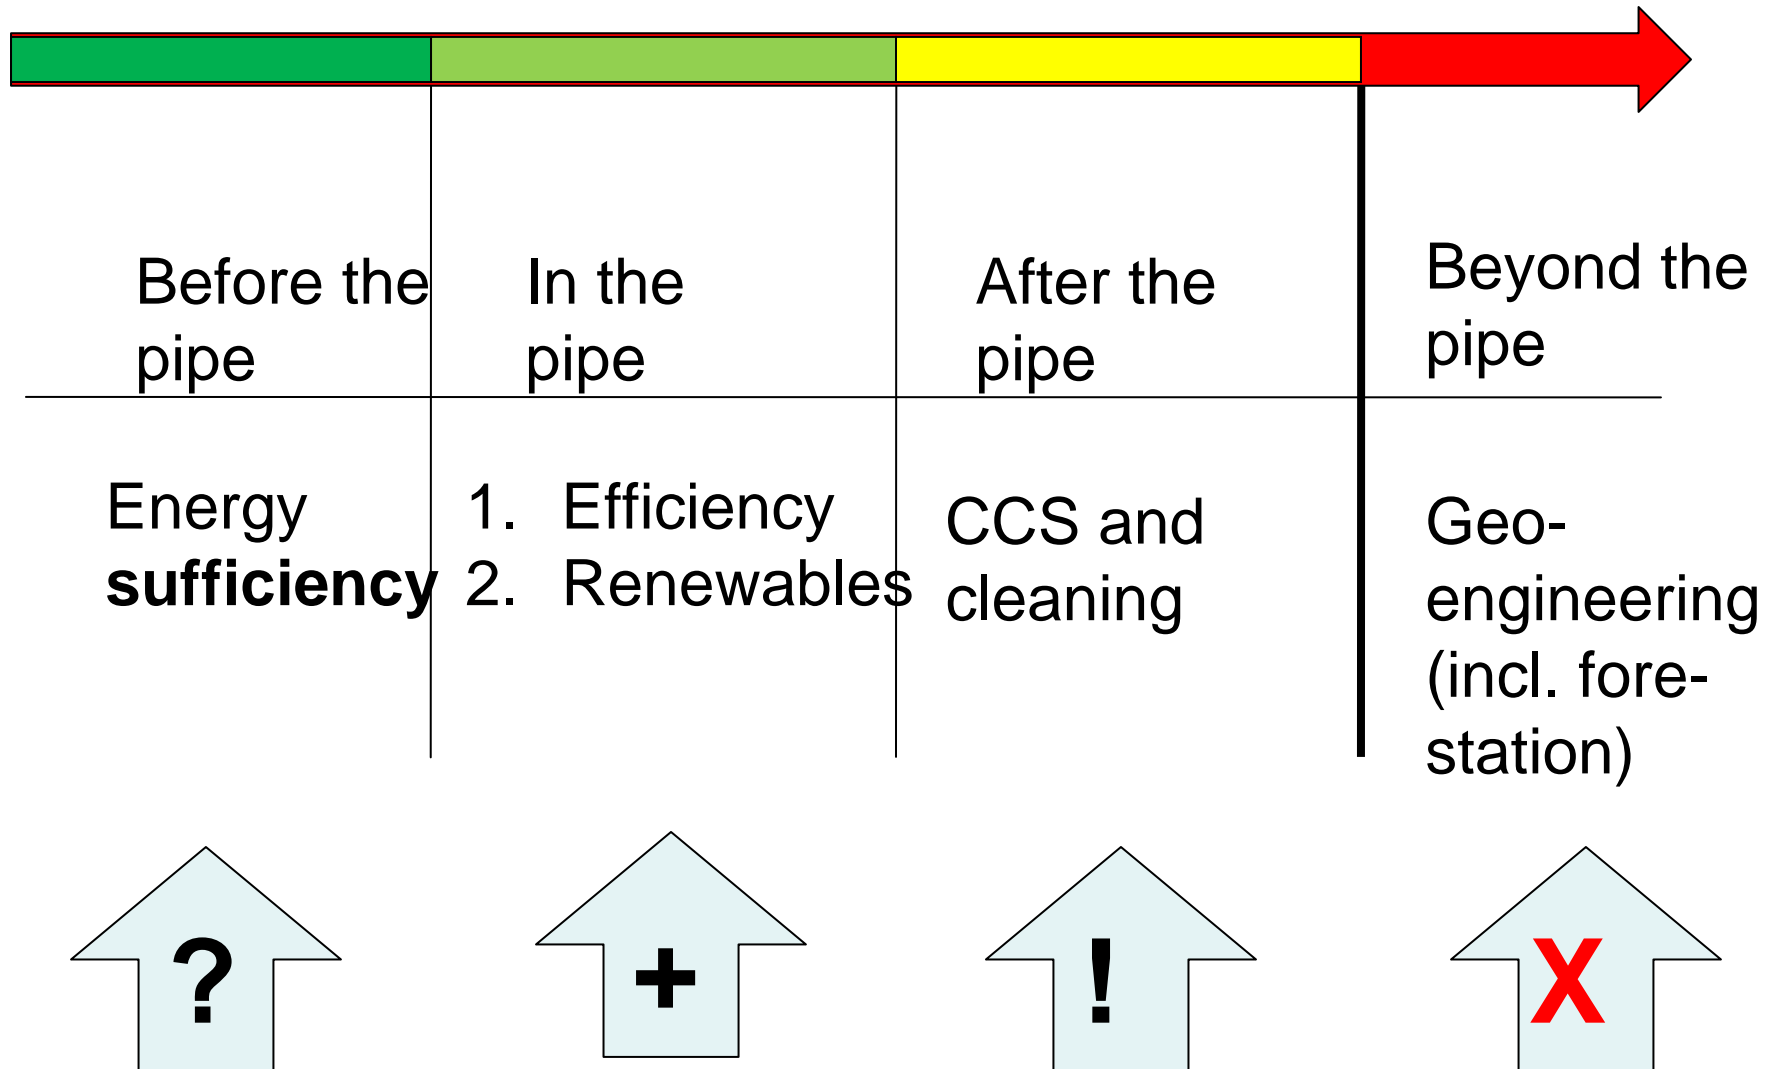 Before the
pipe
In the
pipe
After the
pipe
Beyond the
pipe
Energy
sufficiency
1. Efficiency
2. Renewables
CCS and
cleaning
Geo-
engineering
(incl. fore-
station)
?
+
!
X